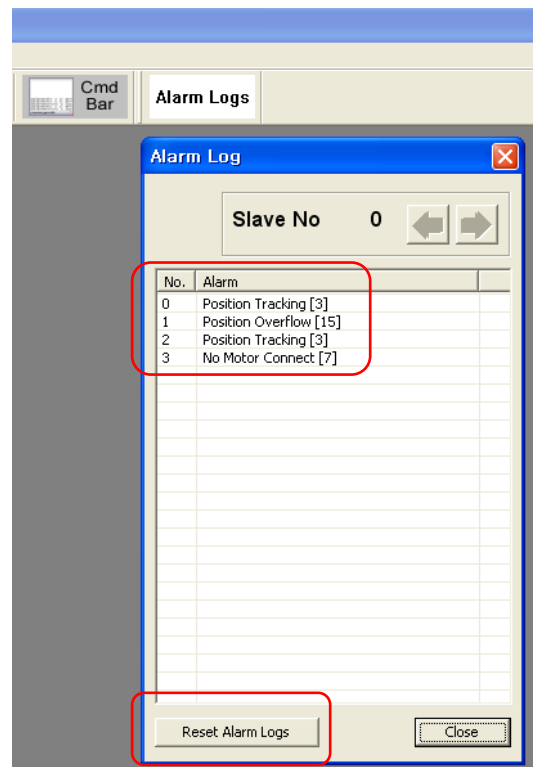 Cmd
Bar
Alarm Logs
Alarm Log
Slave No 0
No. Alarm
0 Position Tracking [3]
1 Position Overflow [15]
2 Position Tracking [3]
3 No Motor Connect [7]
Reset Alarm Logs Close